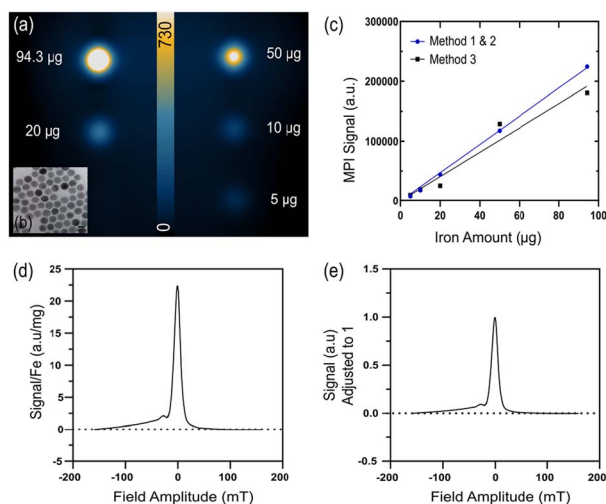 (a)
94.3 µg
730
50 µg
20 µg
10 µg
5 µg
0
(b)
(c)
Method 1 & 2
Method 3
MPI Signal (a.u.)
300000
200000
100000
0
0
20
40
60
80
100
Iron Amount (µg)
(d)
Signal/Fe (a.u/mg)
25
20
15
10
5
0
-5
-200
-100
0
100
200
Field Amplitude (mT)
(e)
Signal (a.u)
Adjusted to 1
1.5
1.0
0.5
0.0
-0.5
-200
-100
0
100
200
Field Amplitude (mT)